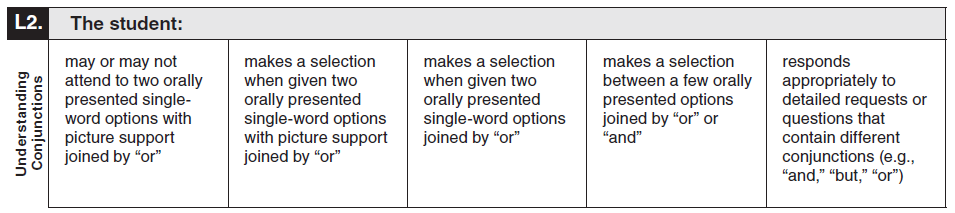 L2. The student:
Understanding
Conjunctions
may or may not
attend to two orally
presented single-
word options with
picture support
joined by “or”
makes a selection
when given two
orally presented
single-word options
with picture support
joined by “or”
makes a selection
when given two
orally presented
single-word options
joined by “or”
makes a selection
between a few orally
presented options
joined by “or” or
“and”
responds
appropriately to
detailed requests or
questions that
contain different
conjunctions (e.g.,
“and,” “but,” “or”)